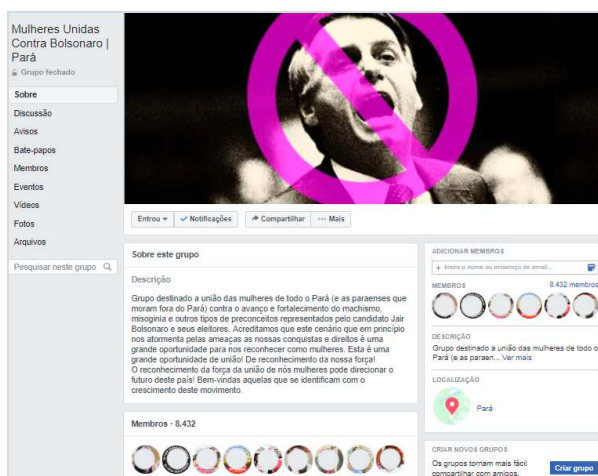 Mulheres Unidas
Contra Bolsonaro |
Pará
Grupo fechado
Sobre
Discussão
Avisos
Bate-papos
Membros
Eventos
Vídeos
Fotos
Arquivos
Pesquisar neste grupo
Entrou
Notificações
Compartilhar
Mais
Sobre este grupo
Descrição
Grupo destinado a união das mulheres de todo o Pará (e as paraenses que
moram fora do Pará) contra o avanço e fortalecimento do machismo,
misoginia e outros tipos de preconceitos representados pelo candidato Jair
Bolsonaro e seus eleitores. Acreditamos que este cenário que em princípio
nos atormenta pelas ameaças as nossas conquistas e direitos é uma
grande oportunidade para nos reconhecer como mulheres. Esta é uma
grande oportunidade de união! De reconhecimento da nossa força!
O reconhecimento da força da união de nós mulheres pode direcionar o
futuro deste país! Bem-vindas aquelas que se identificam com o
crescimento deste movimento.
Membros · 8.432
ADICIONAR MEMBROS
+ Insira o nome ou endereço de email...
MEMBROS 8.432 membros
DESCRIÇÃO
Grupo destinado a união das mulheres de todo o
Pará (e as paraen... Ver mais
LOCALIZAÇÃO
Pará
CRIAR NOVOS GRUPOS
Os grupos tornam mais fácil
compartilhar com amigos,
Criar grupo